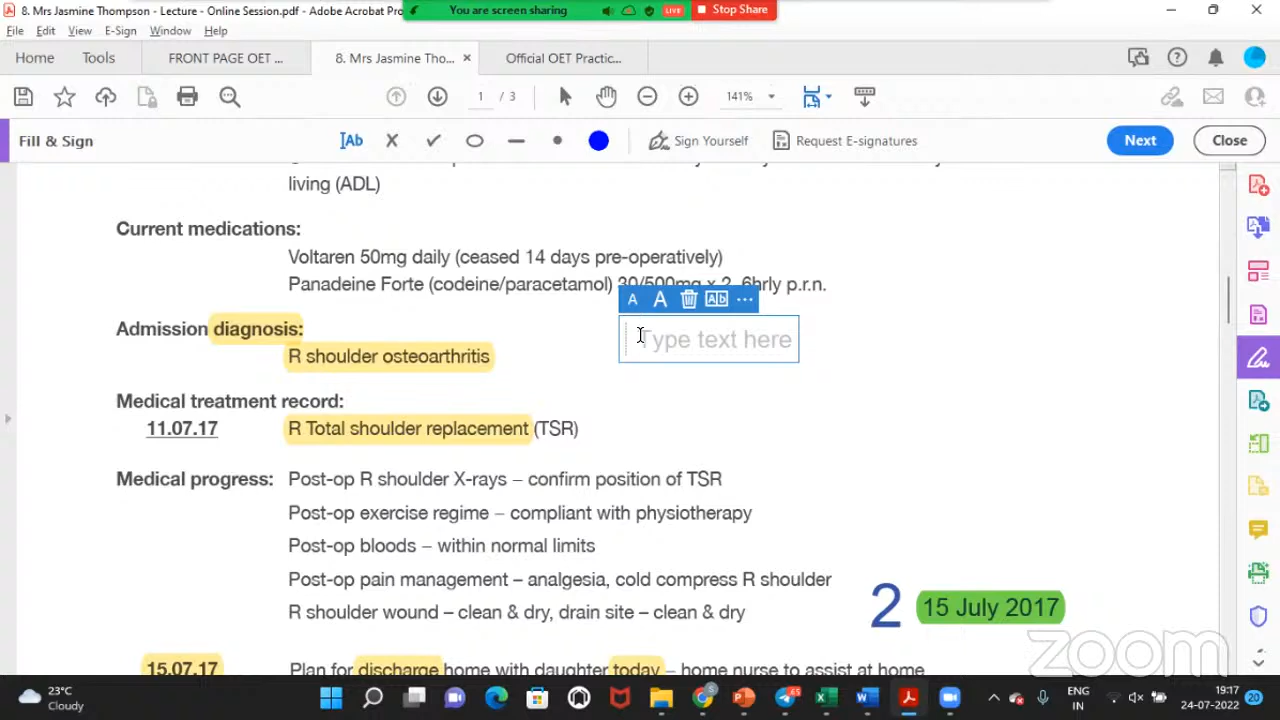 8. Mrs Jasmine Thompson - Lecture - Online Session.pdf - Adobe Acrobat Pro
You are screen sharing LIVE Stop Share
File Edit View E-Sign Window Help
Home Tools FRONT PAGE OET ... 8. Mrs Jasmine Tho... × Official OET Practic...
1 / 3 141%
Fill & Sign Ab Sign Yourself Request E-signatures Next Close
living (ADL)
Current medications:
Voltaren 50mg daily (ceased 14 days pre-operatively)
Panadeine Forte (codeine/paracetamol) 30/500mg x 2, 6hrly p.r.n.
A A Ab ...
Admission diagnosis:
Type text here
R shoulder osteoarthritis
Medical treatment record:
11.07.17 R Total shoulder replacement (TSR)
Medical progress: Post-op R shoulder X-rays – confirm position of TSR
Post-op exercise regime – compliant with physiotherapy
Post-op bloods – within normal limits
Post-op pain management – analgesia, cold compress R shoulder
R shoulder wound – clean & dry, drain site – clean & dry
2 15 July 2017
zoom
15.07.17 Plan for discharge home with daughter today – home nurse to assist at home
23°C
Cloudy
ENG
IN
19:17
24-07-2022
20